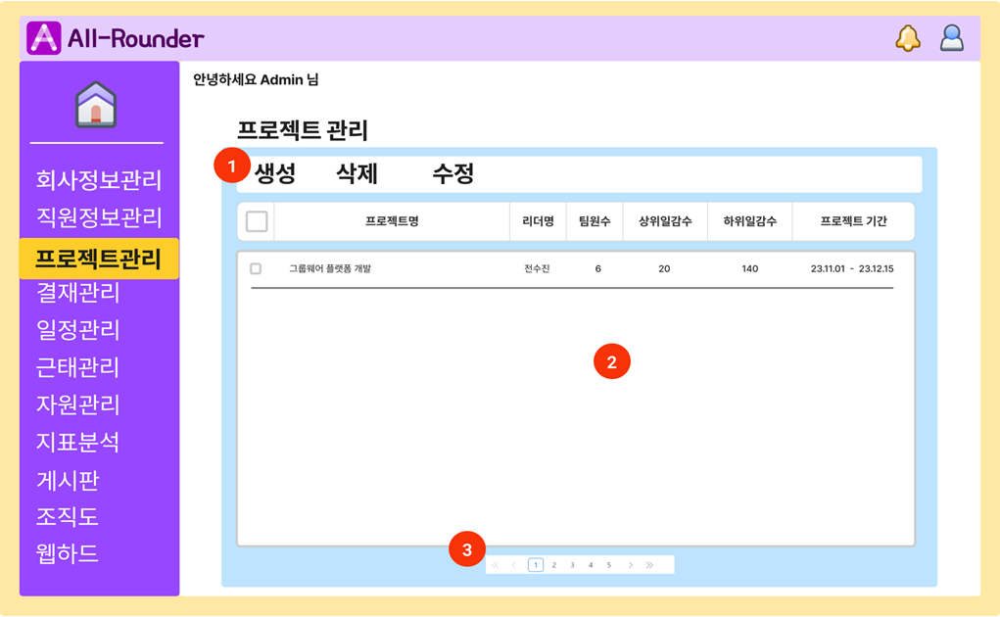 All-Rounder
안녕하세요 Admin 님
회사정보관리
직원정보관리
프로젝트관리
결재관리
일정관리
근태관리
자원관리
지표분석
게시판
조직도
웹하드
프로젝트 관리
1
생성 삭제 수정
프로젝트명 리더명 팀원수 상위일감수 하위일감수 프로젝트 기간
그룹웨어 플랫폼 개발 전수진 6 20 140 23.11.01 - 23.12.15
2
3
« < 1 2 3 4 5 > »